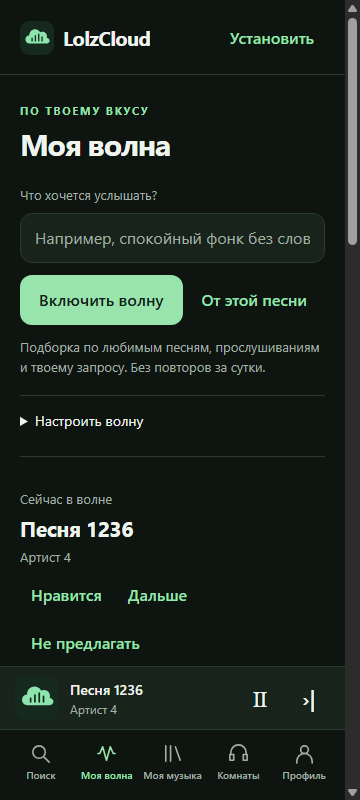 LolzCloud
Установить
ПО ТВОЕМУ ВКУСУ
Моя волна
Что хочется услышать?
Например, спокойный фонк без слов
Включить волну
От этой песни
Подборка по любимым песням, прослушиваниям
и твоему запросу. Без повторов за сутки.
Настроить волну
Сейчас в волне
Песня 1236
Артист 4
Нравится
Дальше
Не предлагать
Песня 1236
Артист 4
Поиск
Моя волна
Моя музыка
Комнаты
Профиль